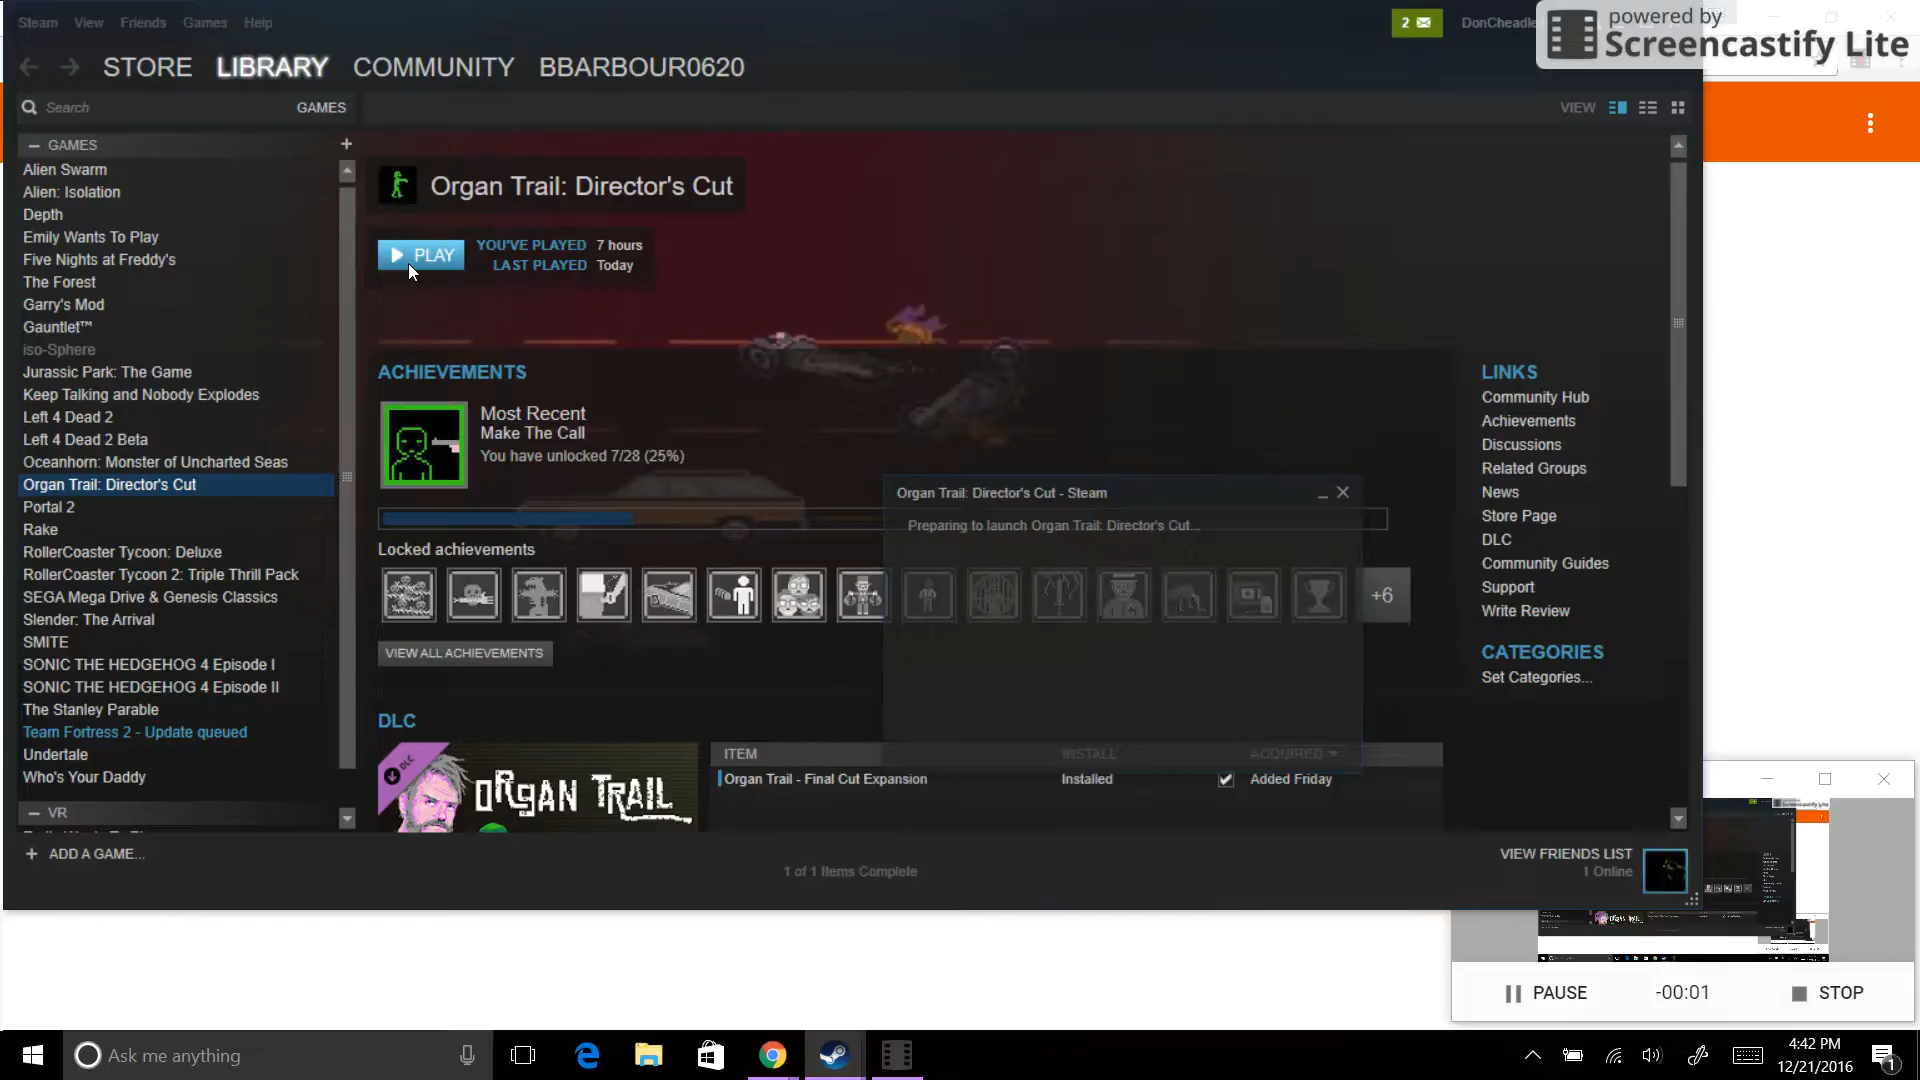 Steam View Friends Games Help
2
DonCheadle
powered by
Screencastify Lite
STORE LIBRARY COMMUNITY BBARBOUR0620
Search
GAMES
VIEW
GAMES
Alien Swarm
Alien: Isolation
Depth
Emily Wants To Play
Five Nights at Freddy's
The Forest
Garry's Mod
Gauntlet™
iso-Sphere
Jurassic Park: The Game
Keep Talking and Nobody Explodes
Left 4 Dead 2
Left 4 Dead 2 Beta
Oceanhorn: Monster of Uncharted Seas
Organ Trail: Director's Cut
Portal 2
Rake
RollerCoaster Tycoon: Deluxe
RollerCoaster Tycoon 2: Triple Thrill Pack
SEGA Mega Drive & Genesis Classics
Slender: The Arrival
SMITE
SONIC THE HEDGEHOG 4 Episode I
SONIC THE HEDGEHOG 4 Episode II
The Stanley Parable
Team Fortress 2 - Update queued
Undertale
Who's Your Daddy
VR
ADD A GAME...
Organ Trail: Director's Cut
PLAY
YOU'VE PLAYED 7 hours
LAST PLAYED Today
ACHIEVEMENTS
Most Recent
Make The Call
You have unlocked 7/28 (25%)
Locked achievements
+6
VIEW ALL ACHIEVEMENTS
Organ Trail: Director's Cut - Steam
Preparing to launch Organ Trail: Director's Cut...
DLC
DLC
ORGAN TRAIL
ITEM INSTALL ACQUIRED
Organ Trail - Final Cut Expansion Installed Added Friday
LINKS
Community Hub
Achievements
Discussions
Related Groups
News
Store Page
DLC
Community Guides
Support
Write Review
CATEGORIES
Set Categories...
1 of 1 Items Complete
VIEW FRIENDS LIST
1 Online
PAUSE -00:01 STOP
Ask me anything
4:42 PM
12/21/2016
1